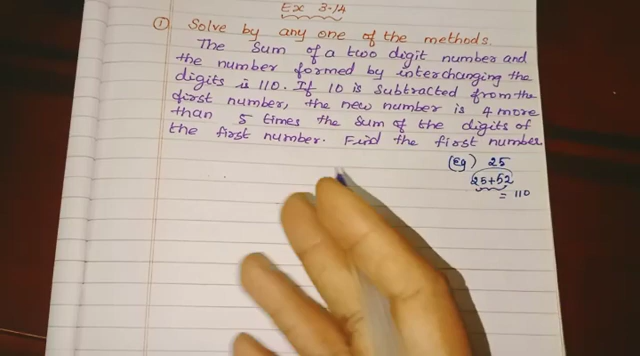 Ex 3.14
① Solve by any one of the methods.
The sum of a two digit number and
the number formed by interchanging the
digits is 110. If 10 is subtracted from the
first number, the new number is 4 more
than 5 times the sum of the digits of
the first number. Find the first number
(Eg) 25
25+52
= 110